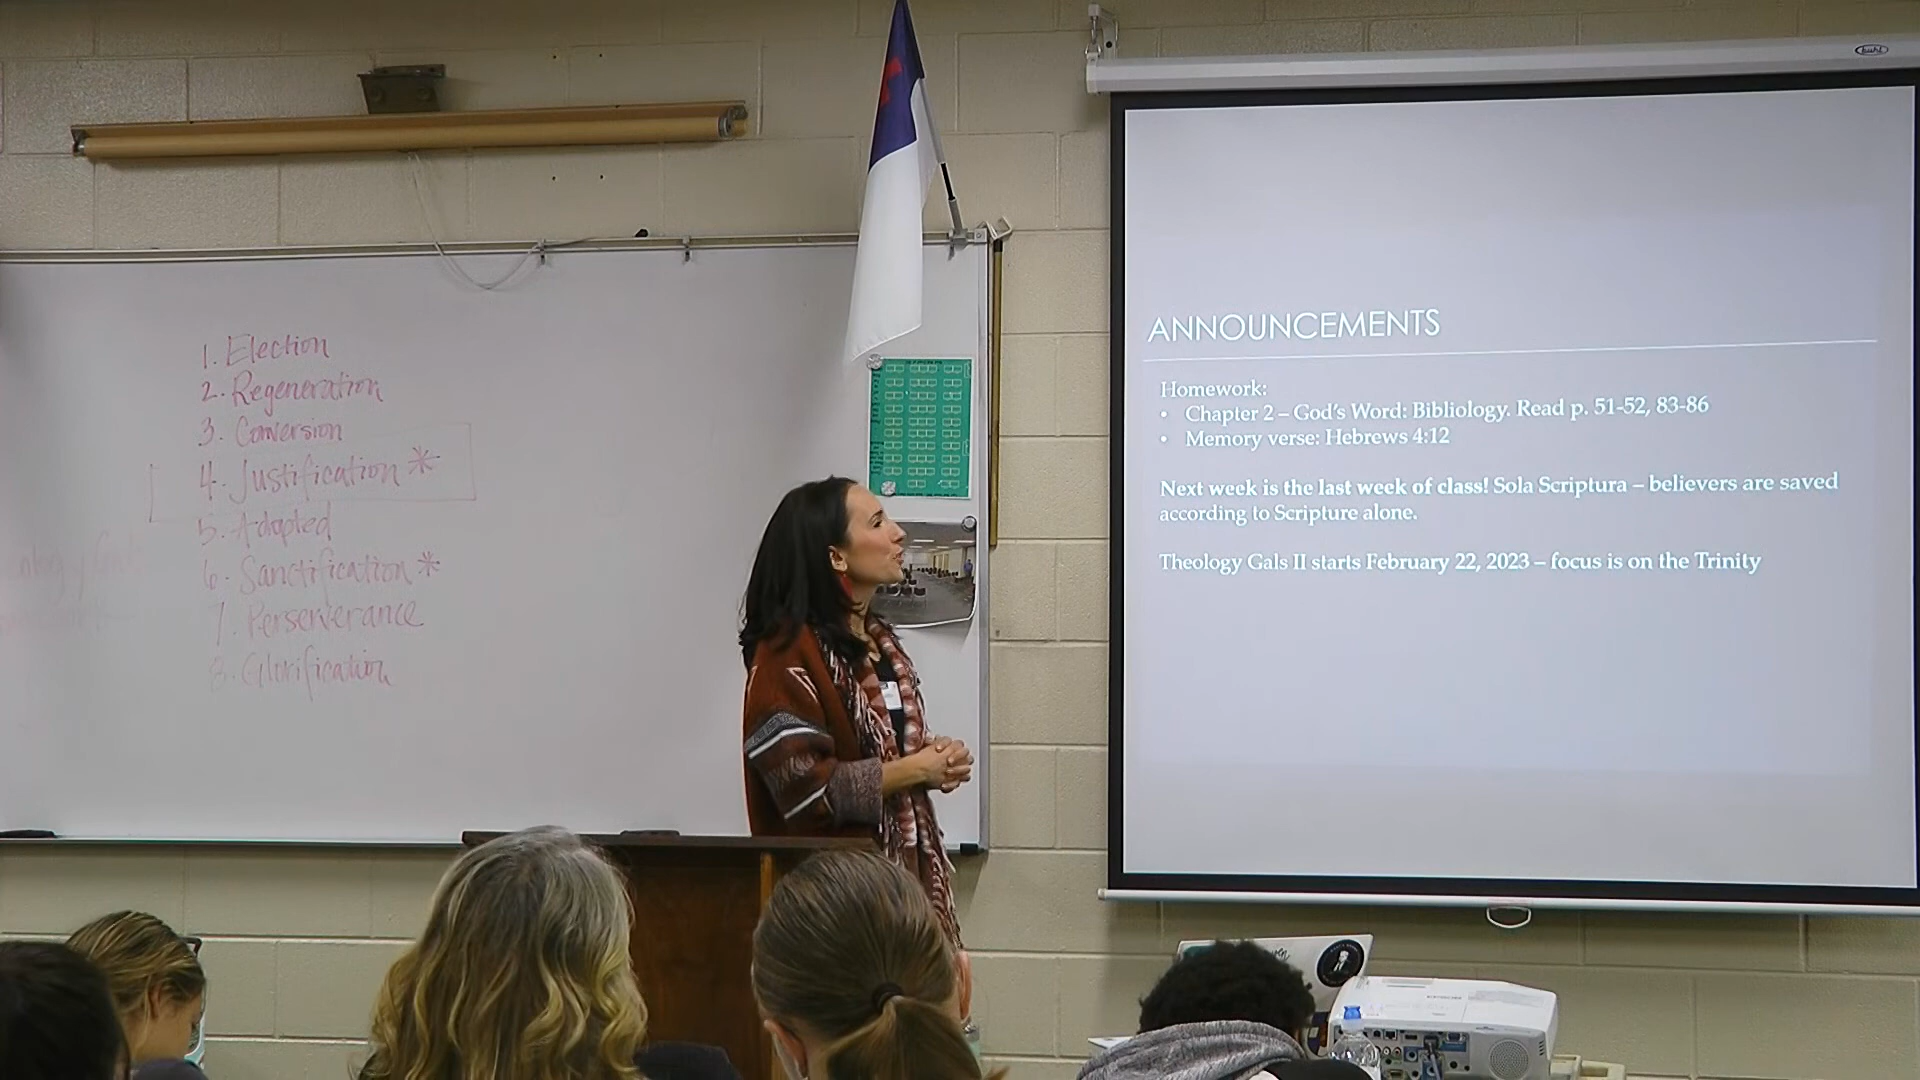 1. Election
2. Regeneration
3. Conversion
4. Justification *
5. Adopted
6. Sanctification *
7. Perserverance
8. Glorification
buhl
ANNOUNCEMENTS
Homework:
• Chapter 2 – God's Word: Bibliology. Read p. 51-52, 83-86
• Memory verse: Hebrews 4:12
Next week is the last week of class! Sola Scriptura – believers are saved
according to Scripture alone.
Theology Gals II starts February 22, 2023 – focus is on the Trinity